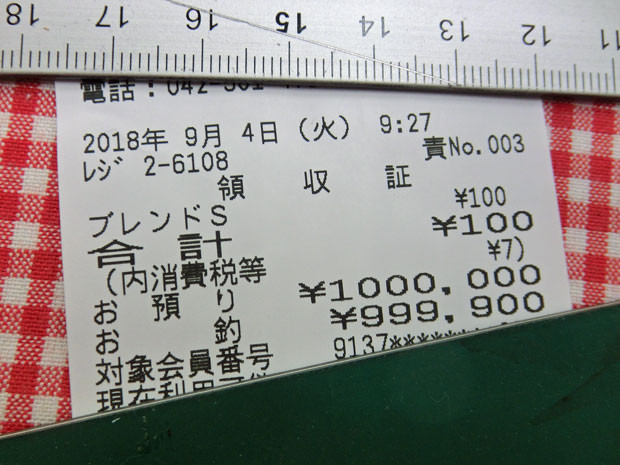 18 17 16 15 14 13 12 11
電話:042-301-
2018年 9月 4日 (火) 9:27
レジ 2-6108 責No.003
領 収 証
ブレンドS ¥100
合 計 ¥100
(内消費税等 ¥7)
お 預 り ¥1000,000
お 釣 ¥999,900
対象会員番号 9137*******
現在利用可能